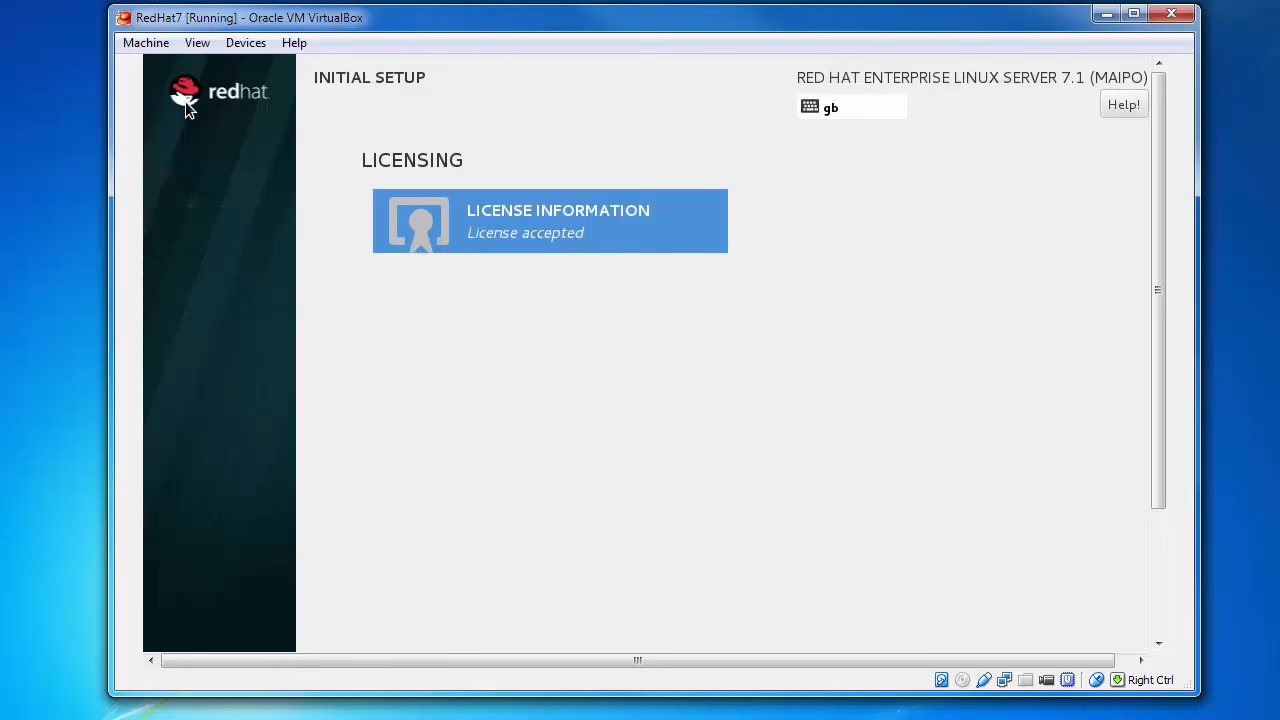 RedHat7 [Running] - Oracle VM VirtualBox
Machine View Devices Help
redhat
INITIAL SETUP
RED HAT ENTERPRISE LINUX SERVER 7.1 (MAIPO)
gb
Help!
LICENSING
LICENSE INFORMATION
License accepted
Right Ctrl